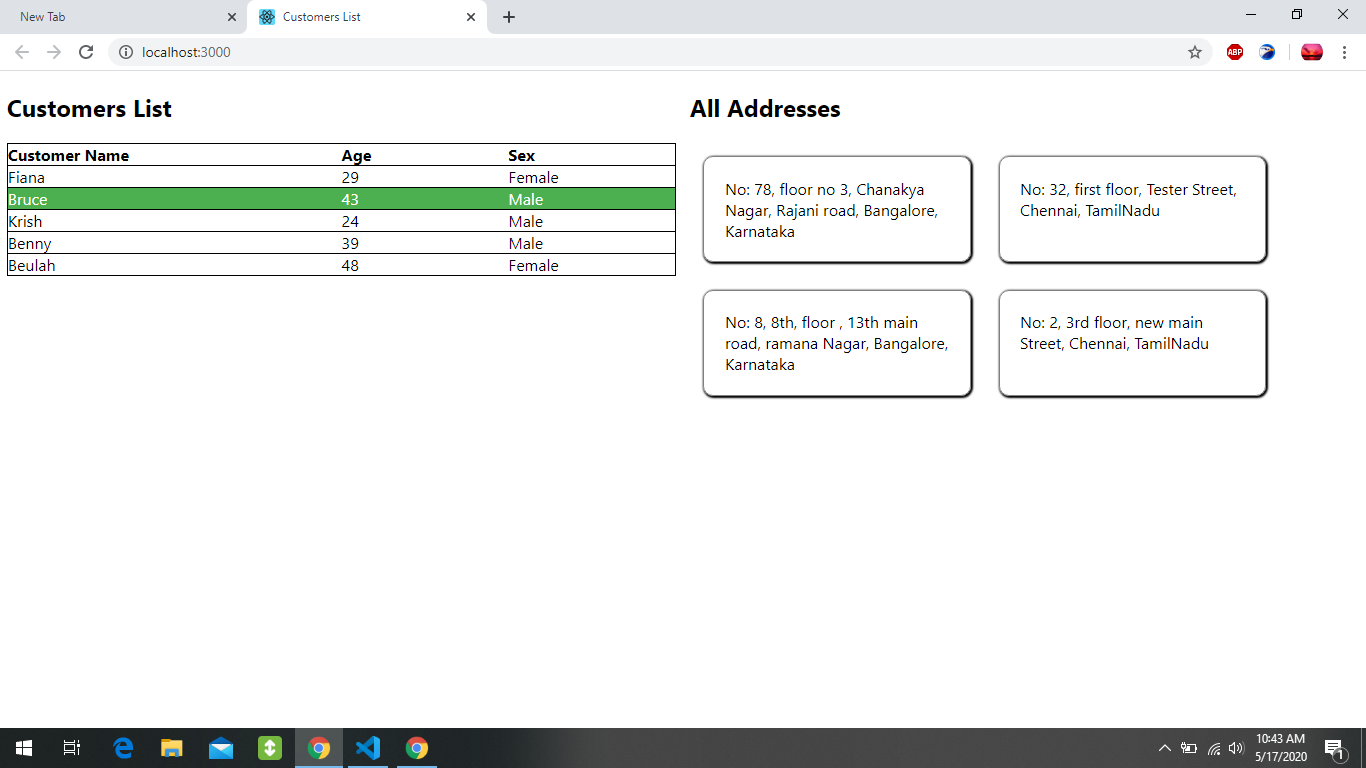 New Tab
Customers List
localhost:3000
ABP
Customers List
Customer Name Age Sex
Fiana 29 Female
Bruce 43 Male
Krish 24 Male
Benny 39 Male
Beulah 48 Female
All Addresses
No: 78, floor no 3, Chanakya
Nagar, Rajani road, Bangalore,
Karnataka
No: 32, first floor, Tester Street,
Chennai, TamilNadu
No: 8, 8th, floor , 13th main
road, ramana Nagar, Bangalore,
Karnataka
No: 2, 3rd floor, new main
Street, Chennai, TamilNadu
10:43 AM
5/17/2020
1